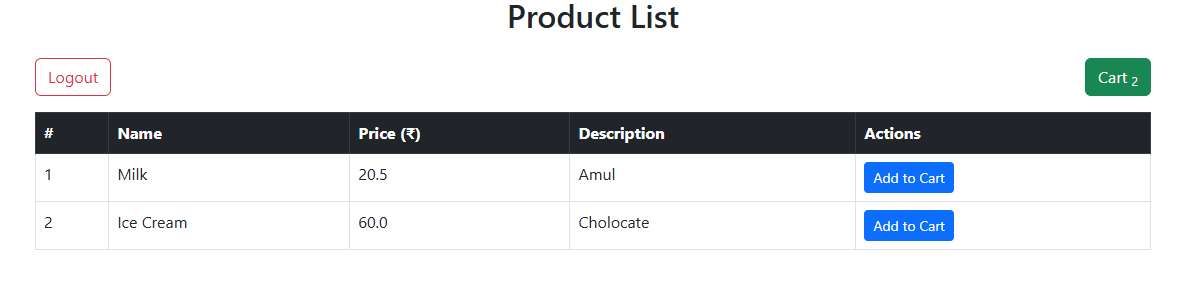 Product List
Logout
Cart 2
# Name Price (₹) Description Actions
1 Milk 20.5 Amul Add to Cart
2 Ice Cream 60.0 Cholocate Add to Cart